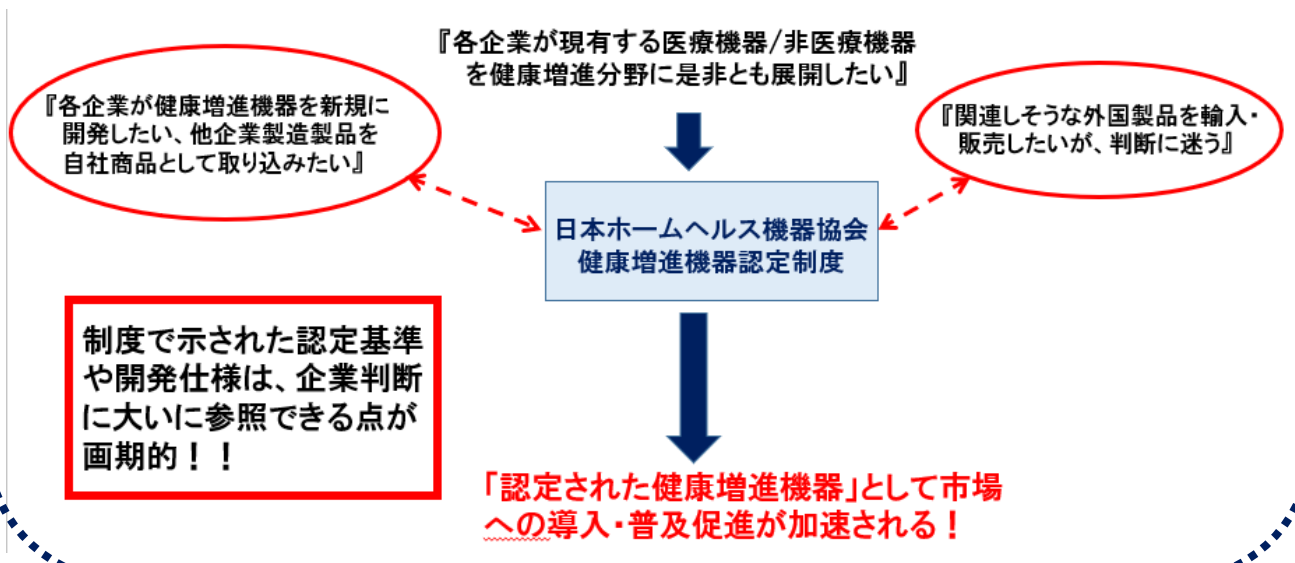 『各企業が現有する医療機器/非医療機器
を健康増進分野に是非とも展開したい』
『各企業が健康増進機器を新規に
開発したい、他企業製造製品を
自社商品として取り込みたい』
『関連しそうな外国製品を輸入・
販売したいが、判断に迷う』
日本ホームヘルス機器協会
健康増進機器認定制度
制度で示された認定基準
や開発仕様は、企業判断
に大いに参照できる点が
画期的！！
「認定された健康増進機器」として市場
への導入・普及促進が加速される！